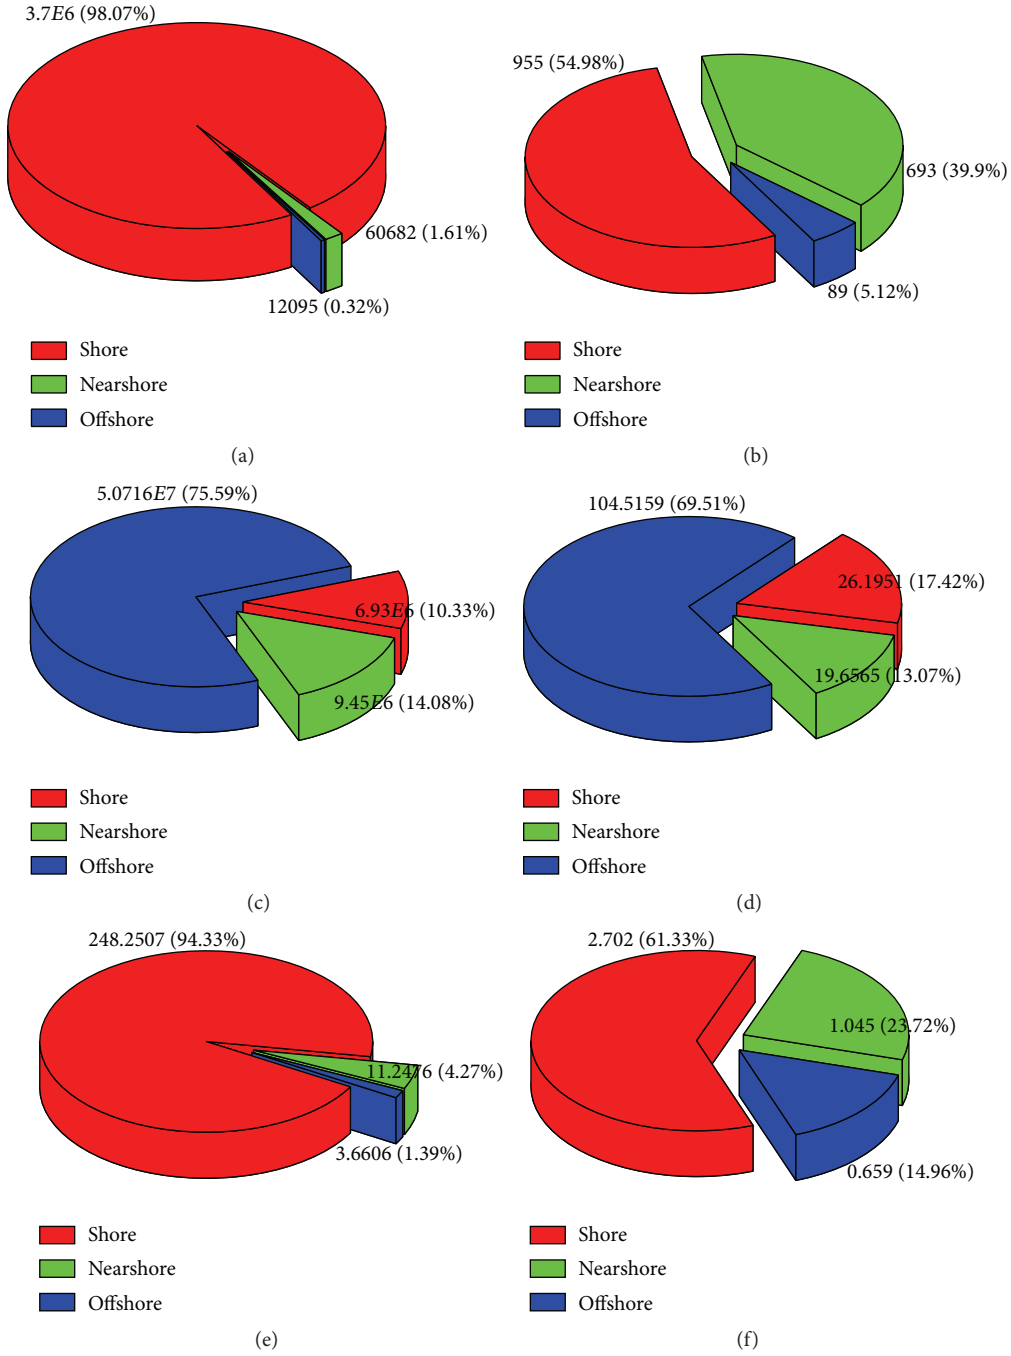 3.7E6 (98.07%)
60682 (1.61%)
12095 (0.32%)
Shore
Nearshore
Offshore
(a)
955 (54.98%)
693 (39.9%)
89 (5.12%)
Shore
Nearshore
Offshore
(b)
5.0716E7 (75.59%)
6.93E6 (10.33%)
9.45E6 (14.08%)
Shore
Nearshore
Offshore
(c)
104.5159 (69.51%)
26.1951 (17.42%)
19.6565 (13.07%)
Shore
Nearshore
Offshore
(d)
248.2507 (94.33%)
11.2476 (4.27%)
3.6606 (1.39%)
Shore
Nearshore
Offshore
(e)
2.702 (61.33%)
1.045 (23.72%)
0.659 (14.96%)
Shore
Nearshore
Offshore
(f)